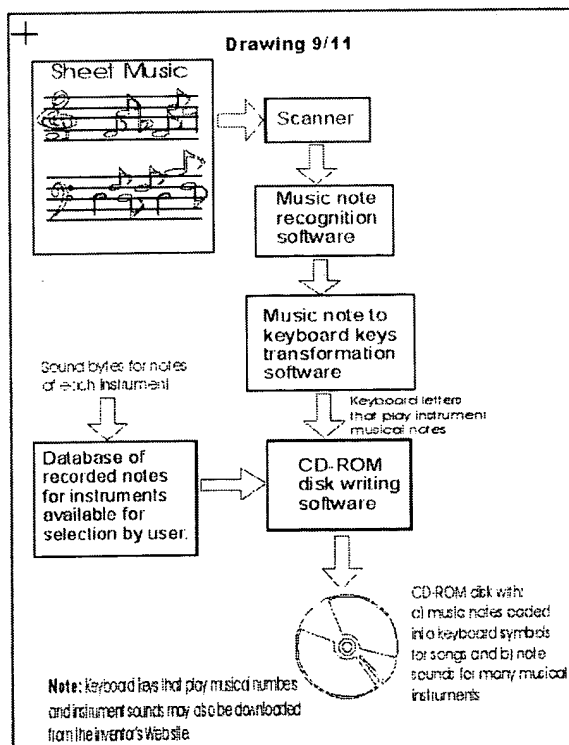 Drawing 9/11
Sheet Music
Scanner
Music note
recognition
software
Music note to
keyboard keys
transformation
software
Sound bytes for notes
of each instrument
Keyboard letters
that play instrument
musical notes
Database of
recorded notes
for instruments
available for
selection by user.
CD-ROM
disk writing
software
CD-ROM disk with:
a) music notes coded
into keyboard symbols
for songs and b) note
sounds for many musical
instruments
Note: Keyboard keys that play musical numbers
and instrument sounds may also be downloaded
from the inventor's Website